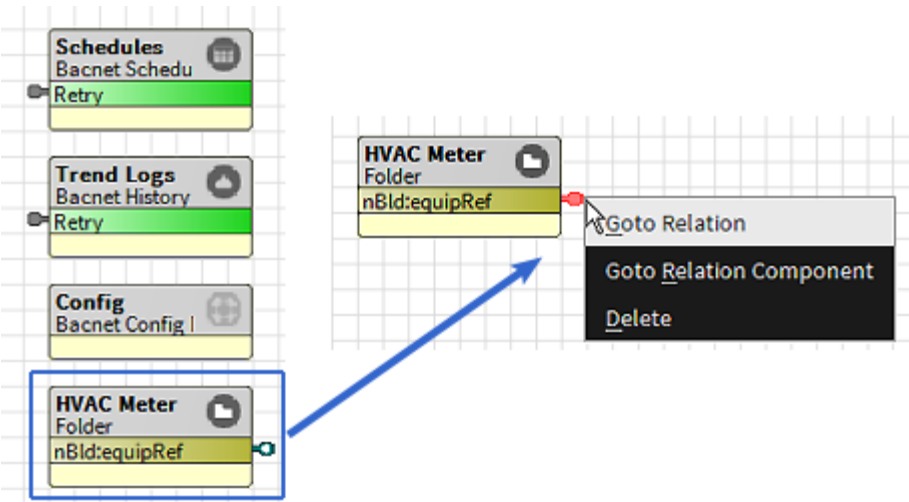 Schedules
Bacnet Schedu
Retry
Trend Logs
Bacnet History
Retry
Config
Bacnet Config
HVAC Meter
Folder
nBld:equipRef
HVAC Meter
Folder
nBld:equipRef
Goto Relation
Goto Relation Component
Delete